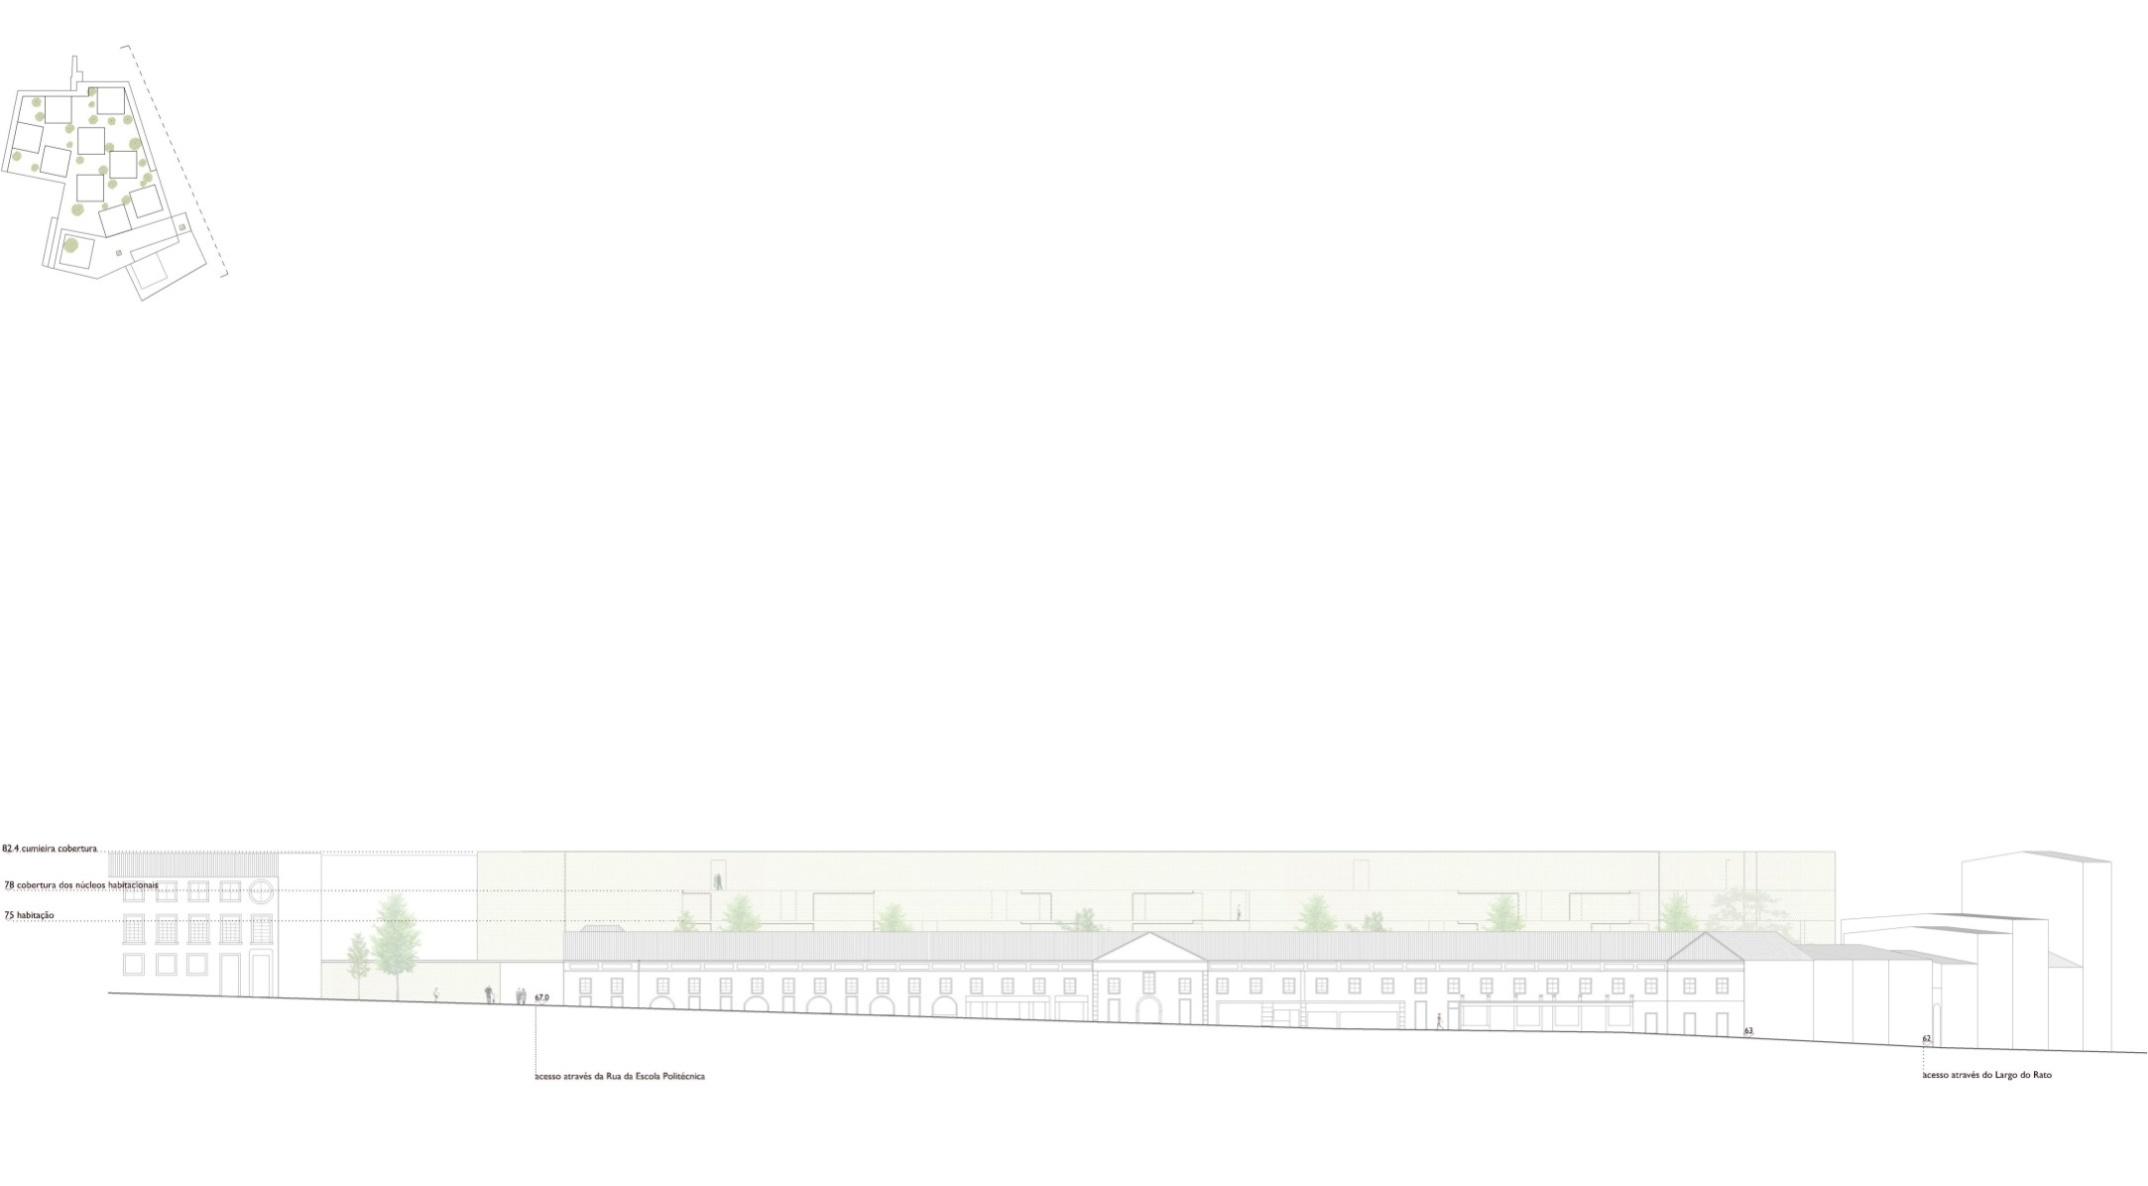 82.4 cumieira cobertura
78 cobertura dos núcleos habitacionais
75 habitação
67.0
63
62
acesso através da Rua da Escola Politécnica
acesso através do Largo do Rato